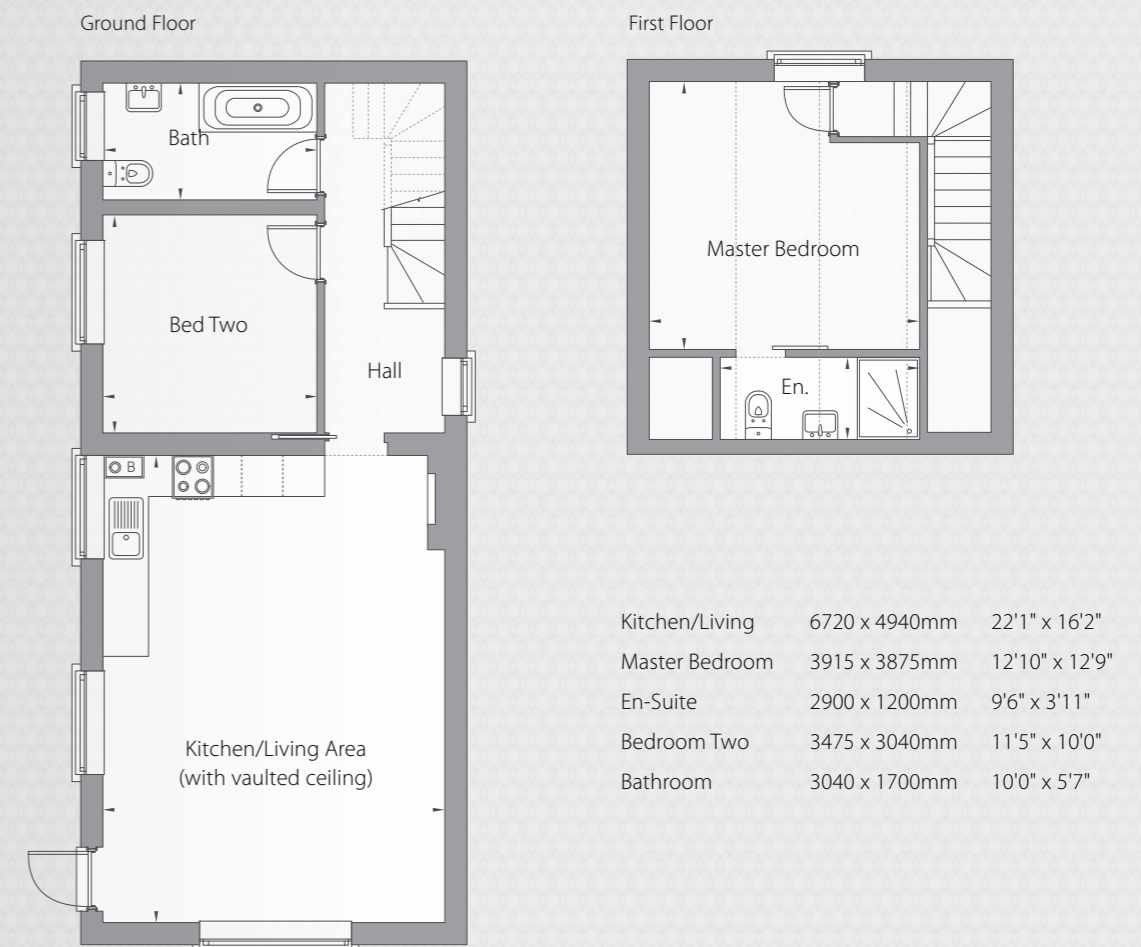 Ground Floor
First Floor
Bath
Master Bedroom
Bed Two
Hall
En.
B
Kitchen/Living Area
(with vaulted ceiling)
Kitchen/Living 6720 x 4940mm 22'1" x 16'2"
Master Bedroom 3915 x 3875mm 12'10" x 12'9"
En-Suite 2900 x 1200mm 9'6" x 3'11"
Bedroom Two 3475 x 3040mm 11'5" x 10'0"
Bathroom 3040 x 1700mm 10'0" x 5'7"